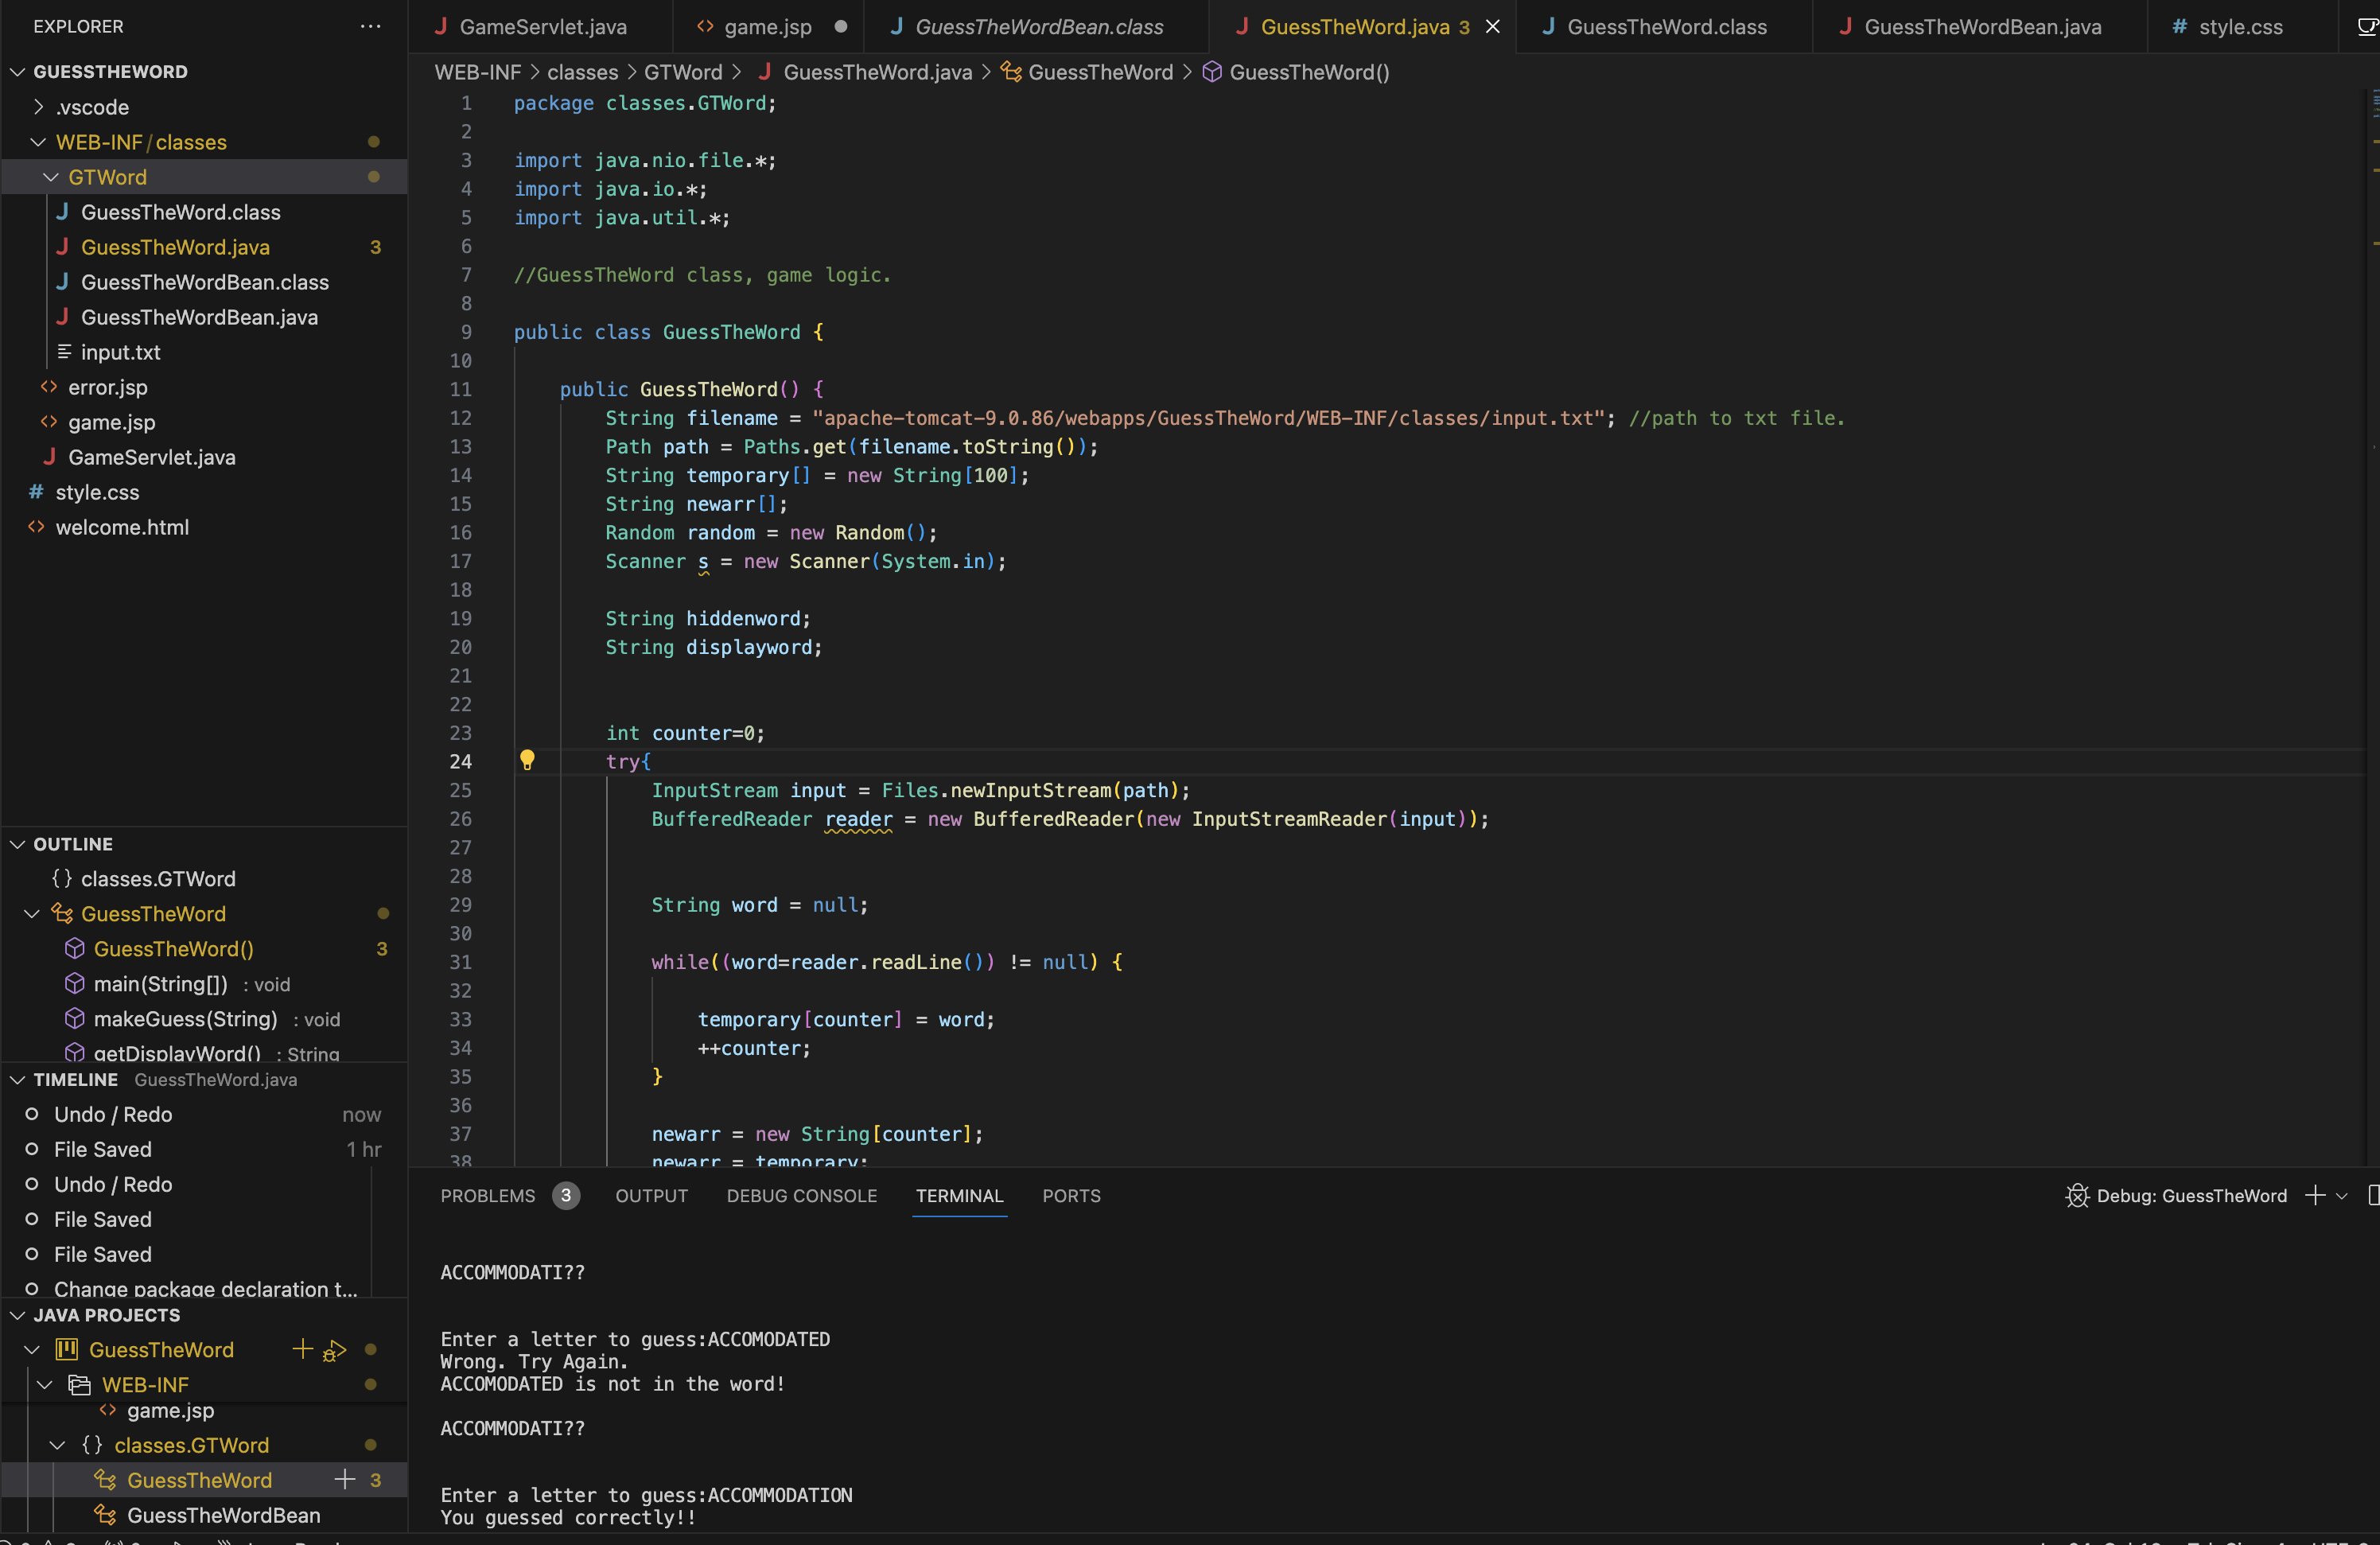 EXPLORER
GUESSTHEWORD
.vscode
WEB-INF/classes
GTWord
GuessTheWord.class
GuessTheWord.java 3
GuessTheWordBean.class
GuessTheWordBean.java
input.txt
error.jsp
game.jsp
GameServlet.java
style.css
welcome.html
OUTLINE
{} classes.GTWord
GuessTheWord
GuessTheWord() 3
main(String[]) : void
makeGuess(String) : void
getDisplayWord() : String
TIMELINE GuessTheWord.java
Undo / Redo now
File Saved 1 hr
Undo / Redo
File Saved
File Saved
Change package declaration t...
JAVA PROJECTS
GuessTheWord
WEB-INF
game.jsp
{} classes.GTWord
GuessTheWord 3
GuessTheWordBean
GameServlet.java game.jsp GuessTheWordBean.class GuessTheWord.java 3 GuessTheWord.class GuessTheWordBean.java style.css
WEB-INF > classes > GTWord > GuessTheWord.java > GuessTheWord > GuessTheWord()
1 package classes.GTWord;
2
3 import java.nio.file.*;
4 import java.io.*;
5 import java.util.*;
6
7 //GuessTheWord class, game logic.
8
9 public class GuessTheWord {
10
11 public GuessTheWord() {
12 String filename = "apache-tomcat-9.0.86/webapps/GuessTheWord/WEB-INF/classes/input.txt"; //path to txt file.
13 Path path = Paths.get(filename.toString());
14 String temporary[] = new String[100];
15 String newarr[];
16 Random random = new Random();
17 Scanner s = new Scanner(System.in);
18
19 String hiddenword;
20 String displayword;
21
22
23 int counter=0;
24 try{
25 InputStream input = Files.newInputStream(path);
26 BufferedReader reader = new BufferedReader(new InputStreamReader(input));
27
28
29 String word = null;
30
31 while((word=reader.readLine()) != null) {
32
33 temporary[counter] = word;
34 ++counter;
35 }
36
37 newarr = new String[counter];
38 newarr = temporary;
PROBLEMS 3 OUTPUT DEBUG CONSOLE TERMINAL PORTS
Debug: GuessTheWord
ACCOMMODATI??
Enter a letter to guess:ACCOMODATED
Wrong. Try Again.
ACCOMODATED is not in the word!
ACCOMMODATI??
Enter a letter to guess:ACCOMMODATION
You guessed correctly!!